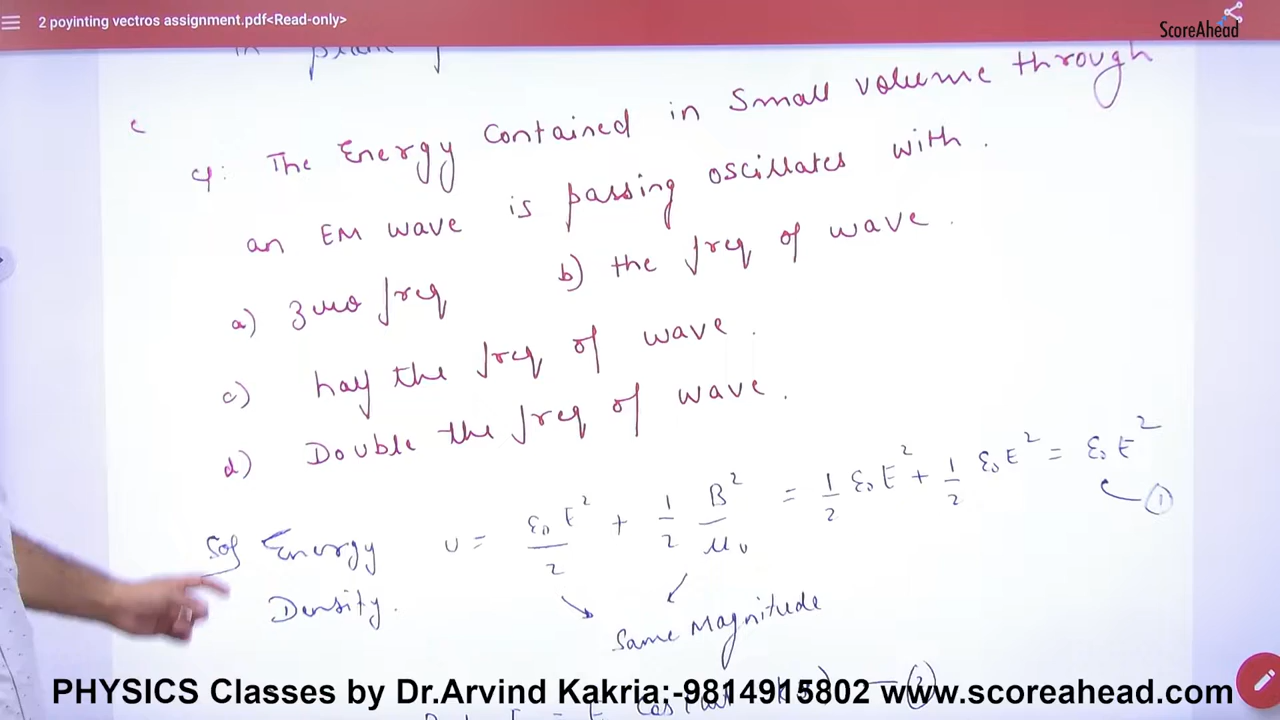 2 poyinting vectros assignment.pdf<Read-only>
ScoreAhead
4: The Energy Contained in Small volume through
an EM wave is passing oscillates with.
a) Zero freq b) the freq of wave.
c) half the freq of wave.
d) Double the freq of wave.
Sol Energy Density. U = ε₀E²/2 + 1/2 B²/μ₀ = 1/2 ε₀E² + 1/2 ε₀E² = ε₀E² ①
Same Magnitude
②
PHYSICS Classes by Dr.Arvind Kakria:-9814915802 www.scoreahead.com